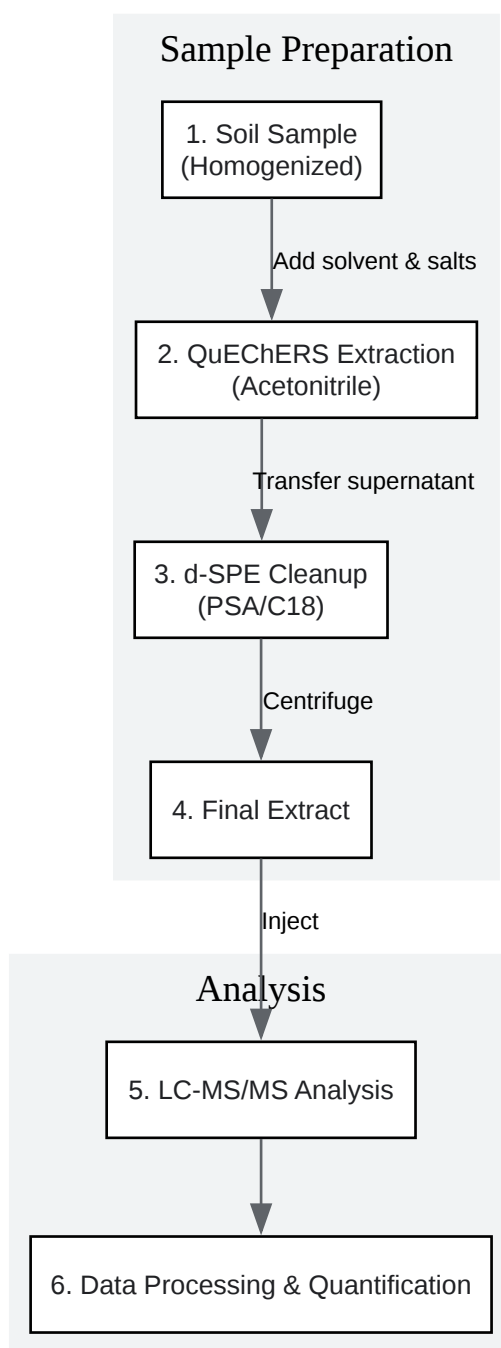 Sample Preparation
1. Soil Sample
(Homogenized)
Add solvent & salts
2. QuEChERS Extraction
(Acetonitrile)
Transfer supernatant
3. d-SPE Cleanup
(PSA/C18)
Centrifuge
4. Final Extract
Inject
Analysis
5. LC-MS/MS Analysis
6. Data Processing & Quantification